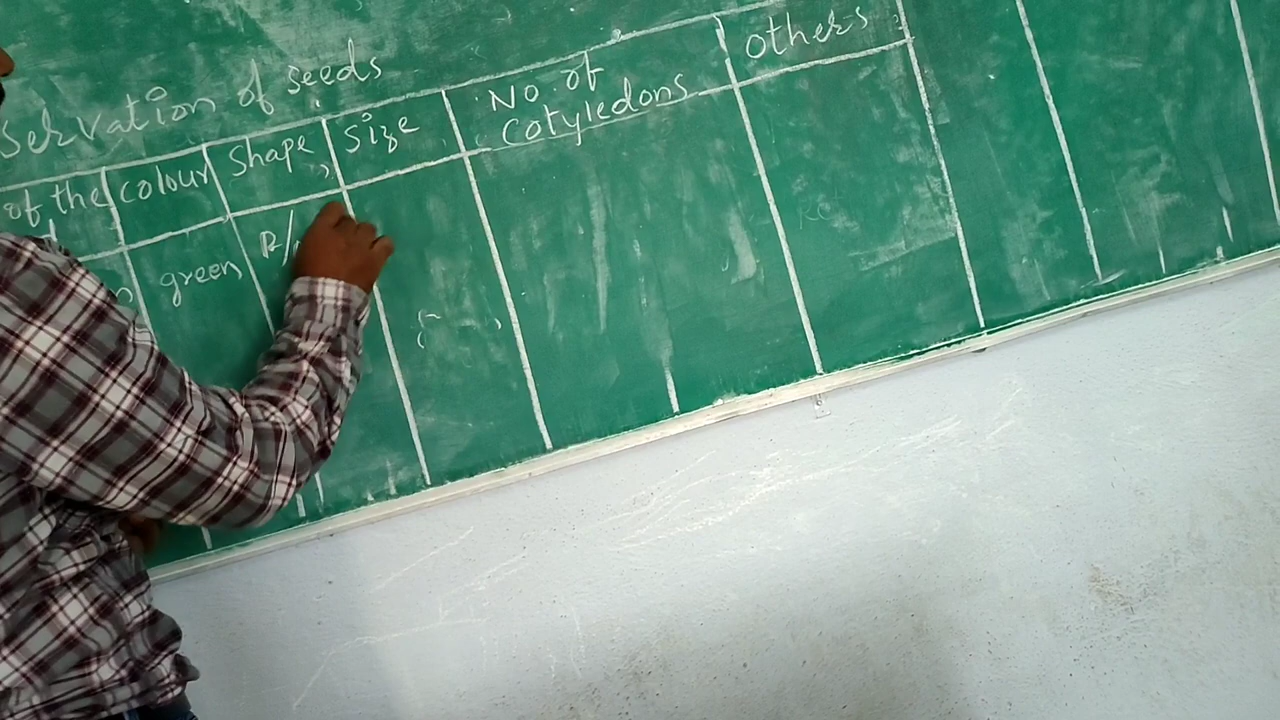 servation of seeds
of the colour Shape Size No. of Cotyledons Others
green R/